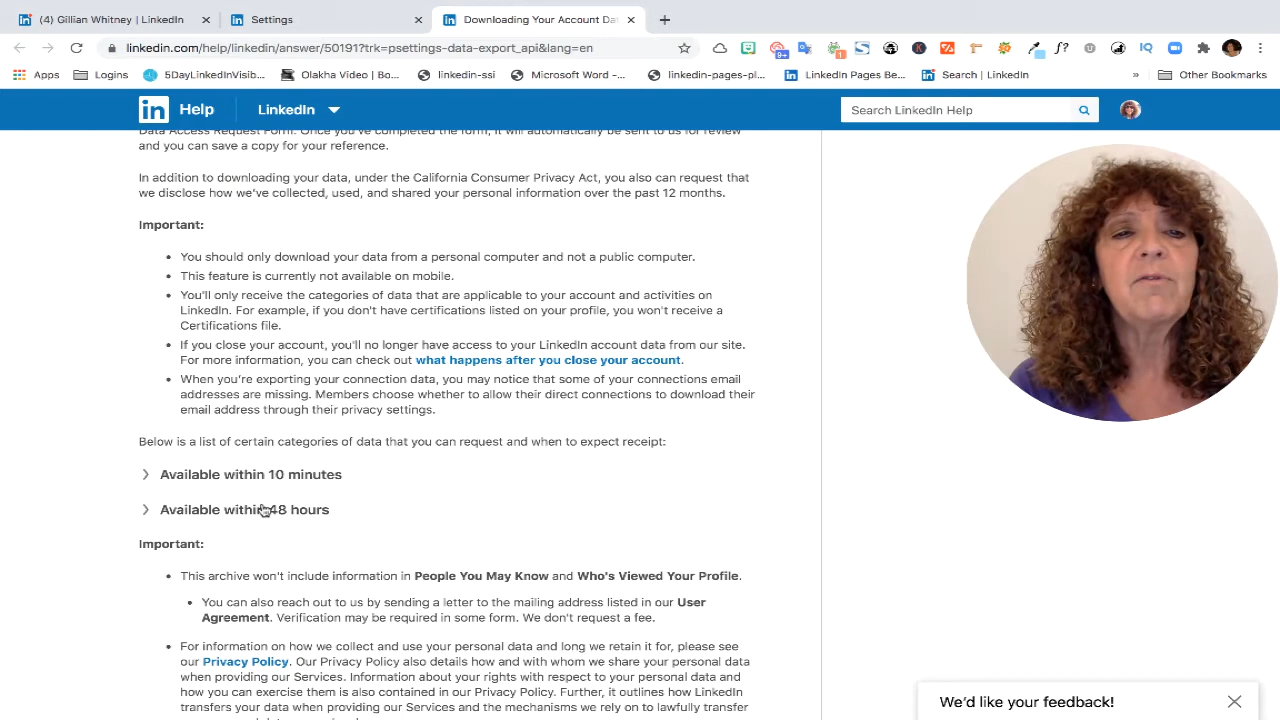 (4) Gillian Whitney | LinkedIn
Settings
Downloading Your Account Dat
linkedin.com/help/linkedin/answer/50191?trk=psettings-data-export_api&lang=en
9+
1
f?
IQ
Apps
Logins
5DayLinkedInVisib...
Olakha Video | Bo...
linkedin-ssi
Microsoft Word –...
linkedin-pages-pl...
LinkedIn Pages Be...
Search | LinkedIn
»
Other Bookmarks
in Help
LinkedIn
Search LinkedIn Help
Data Access Request Form. Once you've completed the form, it will automatically be sent to us for review
and you can save a copy for your reference.
In addition to downloading your data, under the California Consumer Privacy Act, you also can request that
we disclose how we've collected, used, and shared your personal information over the past 12 months.
Important:
• You should only download your data from a personal computer and not a public computer.
• This feature is currently not available on mobile.
• You'll only receive the categories of data that are applicable to your account and activities on
LinkedIn. For example, if you don't have certifications listed on your profile, you won't receive a
Certifications file.
• If you close your account, you'll no longer have access to your LinkedIn account data from our site.
For more information, you can check out what happens after you close your account.
• When you're exporting your connection data, you may notice that some of your connections email
addresses are missing. Members choose whether to allow their direct connections to download their
email address through their privacy settings.
Below is a list of certain categories of data that you can request and when to expect receipt:
Available within 10 minutes
Available within 48 hours
Important:
• This archive won't include information in People You May Know and Who's Viewed Your Profile.
• You can also reach out to us by sending a letter to the mailing address listed in our User
Agreement. Verification may be required in some form. We don't request a fee.
• For information on how we collect and use your personal data and long we retain it for, please see
our Privacy Policy. Our Privacy Policy also details how and with whom we share your personal data
when providing our Services. Information about your rights with respect to your personal data and
how you can exercise them is also contained in our Privacy Policy. Further, it outlines how LinkedIn
transfers your data when providing our Services and the mechanisms we rely on to lawfully transfer
We'd like your feedback!